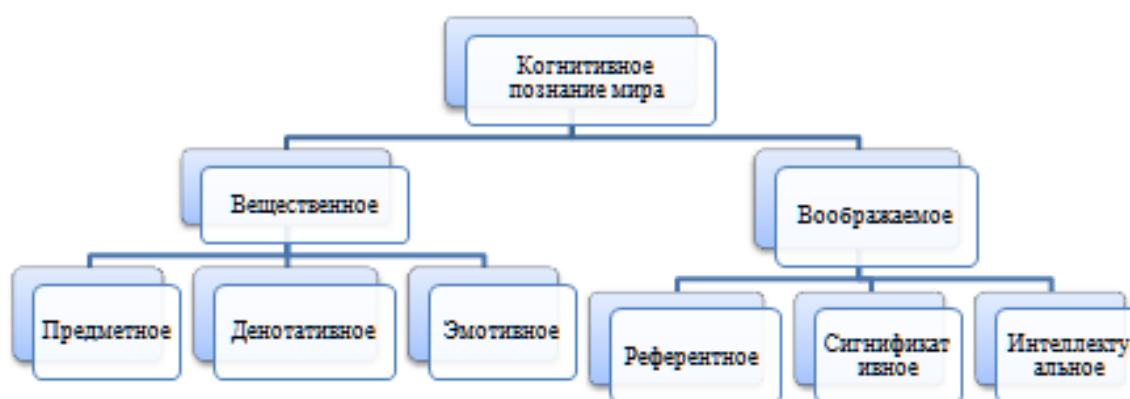 Когнитивное
познание мира
Вещественное
Воображаемое
Предметное
Денотативное
Эмотивное
Референтное
Сигнификат
ивное
Интеллекту
альное